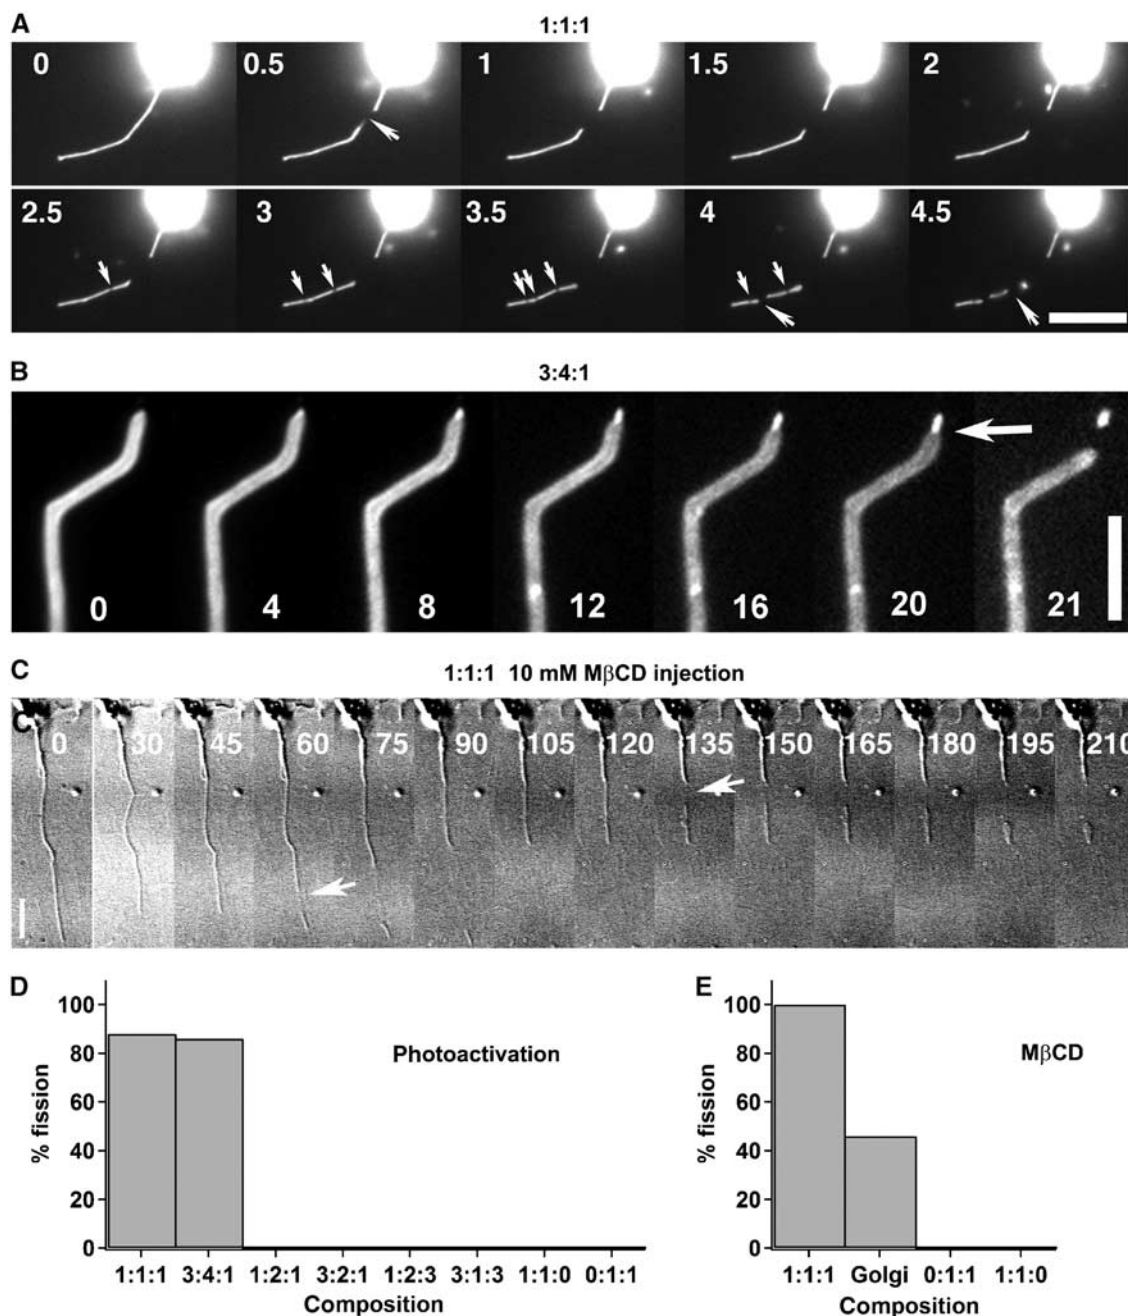 A
1:1:1
0 0.5 1 1.5 2
2.5 3 3.5 4 4.5
B
3:4:1
0 4 8 12 16 20 21
1:1:1 10 mM MβCD injection
C
0 30 45 60 75 90 105 120 135 150 165 180 195 210
D
100
80
60
40
20
0
% fission
Photoactivation
1:1:1 3:4:1 1:2:1 3:2:1 1:2:3 3:1:3 1:1:0 0:1:1
Composition
E
100
80
60
40
20
0
% fission
MβCD
1:1:1 Golgi 0:1:1 1:1:0
Composition